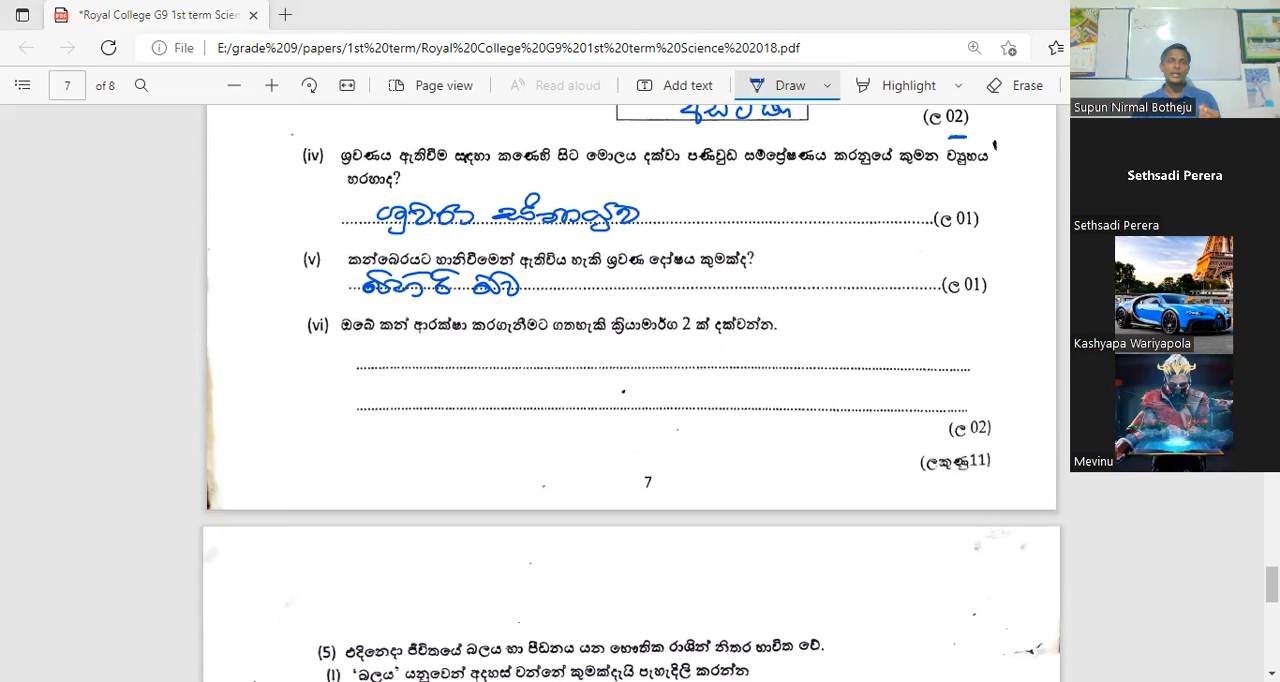 *Royal College G9 1st term Scien
File E:/grade%209/papers/1st%20term/Royal%20College%2009%201st%20term%20Science%202018.pdf
7 of 8 Page view Read aloud Add text Draw Highlight Erase
Supun Nirmal Botheju
(ල 02)
(iv) ශ්‍රවණය ඇතිවීම සඳහා කණෙහි සිට මොලය දක්වා පණිවුඩ සම්ප්‍රේෂණය කරනුයේ කුමන ව්‍යුහය
හරහාද?
ශ්‍රවණ ස්නායුව (ල 01)
(v) කන්බෙරයට හානිවීමෙන් ඇතිවිය හැකි ශ්‍රවණ දෝෂය කුමක්ද?
බිහිරි බව (ල 01)
(vi) ඔබේ කන් ආරක්ෂා කරගැනීමට ගතහැකි ක්‍රියාමාර්ග 2 ක් දක්වන්න.
(ල 02)
(ලකුණු11)
7
Sethsadi Perera
Sethsadi Perera
Kashyapa Wariyapola
Mevinu
(5) එදිනෙදා ජීවිතයේ බලය හා පීඩනය යන භෞතික රාශින් නිතර භාවිත වේ.
(I) 'බලය' යනුවෙන් අදහස් වන්නේ කුමක්දැයි පැහැදිලි කරන්න